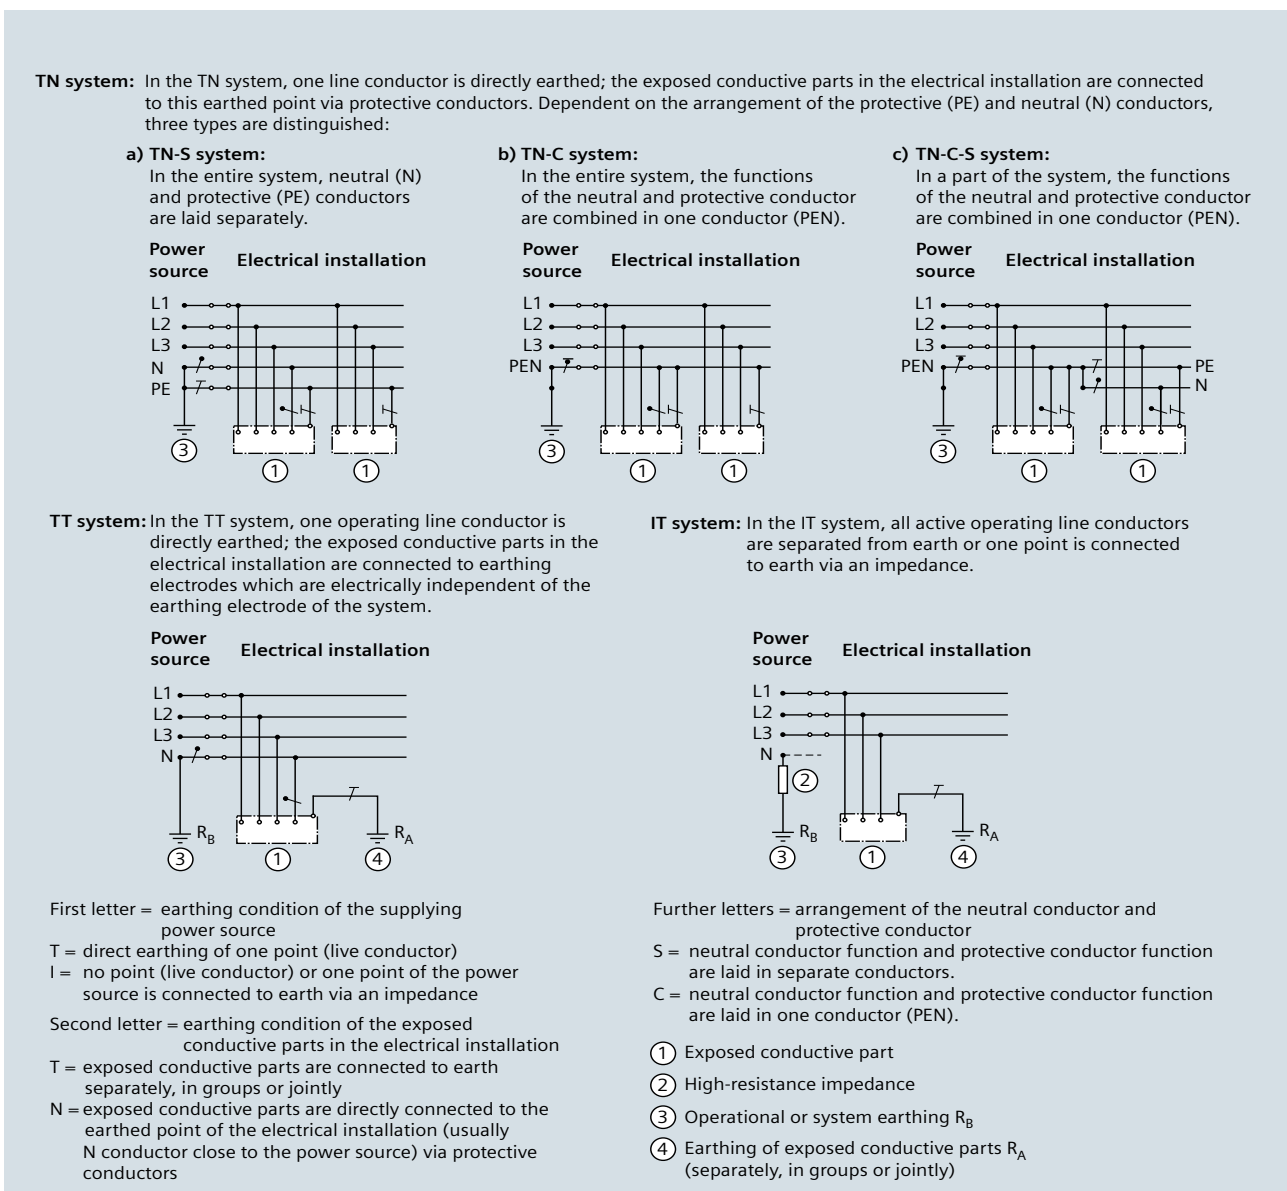 TN system: In the TN system, one line conductor is directly earthed; the exposed conductive parts in the electrical installation are connected
to this earthed point via protective conductors. Dependent on the arrangement of the protective (PE) and neutral (N) conductors,
three types are distinguished:
a) TN-S system:
In the entire system, neutral (N)
and protective (PE) conductors
are laid separately.
Power
source
Electrical installation
L1
L2
L3
N
PE
3
1
1
b) TN-C system:
In the entire system, the functions
of the neutral and protective conductor
are combined in one conductor (PEN).
Power
source
Electrical installation
L1
L2
L3
PEN
3
1
1
c) TN-C-S system:
In a part of the system, the functions
of the neutral and protective conductor
are combined in one conductor (PEN).
Power
source
Electrical installation
L1
L2
L3
PEN
PE
N
3
1
1
TT system: In the TT system, one operating line conductor is
directly earthed; the exposed conductive parts in the
electrical installation are connected to earthing
electrodes which are electrically independent of the
earthing electrode of the system.
Power
source
Electrical installation
L1
L2
L3
N
RB
RA
3
1
4
IT system: In the IT system, all active operating line conductors
are separated from earth or one point is connected
to earth via an impedance.
Power
source
Electrical installation
L1
L2
L3
N
2
RB
RA
3
1
4
First letter = earthing condition of the supplying
power source
T = direct earthing of one point (live conductor)
I = no point (live conductor) or one point of the power
source is connected to earth via an impedance
Second letter = earthing condition of the exposed
conductive parts in the electrical installation
T = exposed conductive parts are connected to earth
separately, in groups or jointly
N = exposed conductive parts are directly connected to the
earthed point of the electrical installation (usually
N conductor close to the power source) via protective
conductors
Further letters = arrangement of the neutral conductor and
protective conductor
S = neutral conductor function and protective conductor function
are laid in separate conductors.
C = neutral conductor function and protective conductor function
are laid in one conductor (PEN).
1 Exposed conductive part
2 High-resistance impedance
3 Operational or system earthing RB
4 Earthing of exposed conductive parts RA
(separately, in groups or jointly)